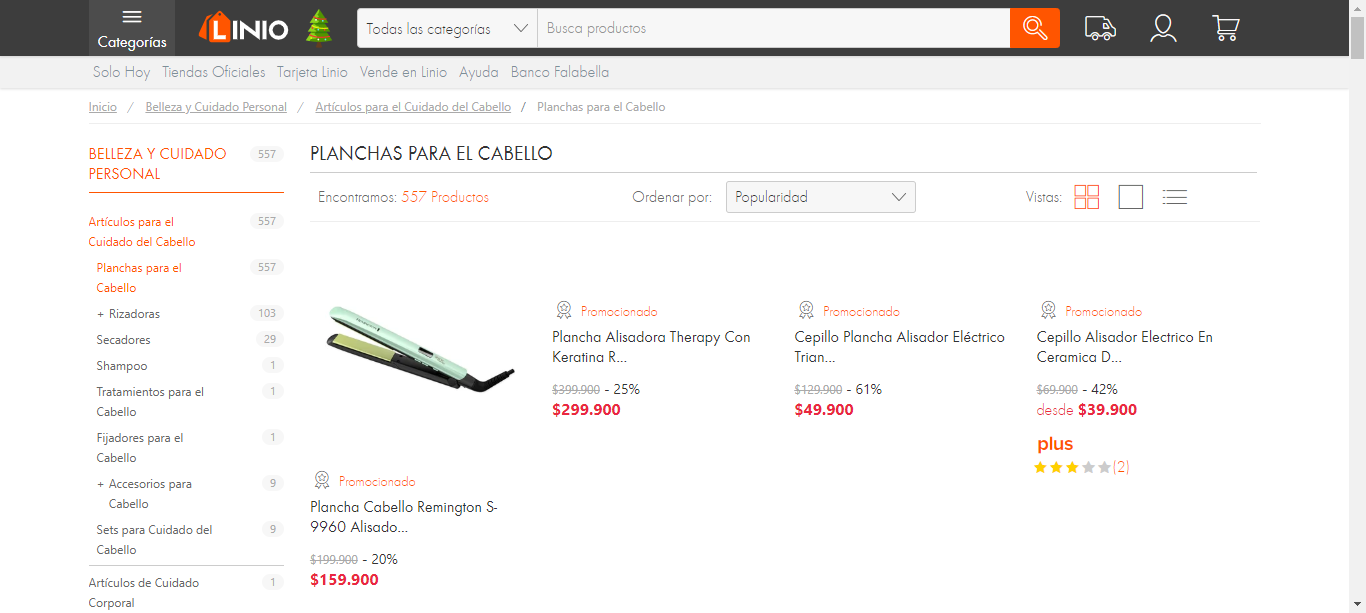 Categorías
LINIO
Todas las categorías
Busca productos
Solo Hoy
Tiendas Oficiales
Tarjeta Linio
Vende en Linio
Ayuda
Banco Falabella
Inicio / Belleza y Cuidado Personal / Artículos para el Cuidado del Cabello / Planchas para el Cabello
BELLEZA Y CUIDADO
PERSONAL
557
Artículos para el
Cuidado del Cabello
557
Planchas para el
Cabello
557
+ Rizadoras
103
Secadores
29
Shampoo
1
Tratamientos para el
Cabello
1
Fijadores para el
Cabello
1
+ Accesorios para
Cabello
9
Sets para Cuidado del
Cabello
9
Artículos de Cuidado
Corporal
1
PLANCHAS PARA EL CABELLO
Encontramos: 557 Productos
Ordenar por:
Popularidad
Vistas:
Promocionado
Plancha Cabello Remington S-
9960 Alisado...
$199.900 - 20%
$159.900
Promocionado
Plancha Alisadora Therapy Con
Keratina R...
$399.900 - 25%
$299.900
Promocionado
Cepillo Plancha Alisador Eléctrico
Trian...
$129.900 - 61%
$49.900
Promocionado
Cepillo Alisador Electrico En
Ceramica D...
$69.900 - 42%
desde $39.900
plus
(2)